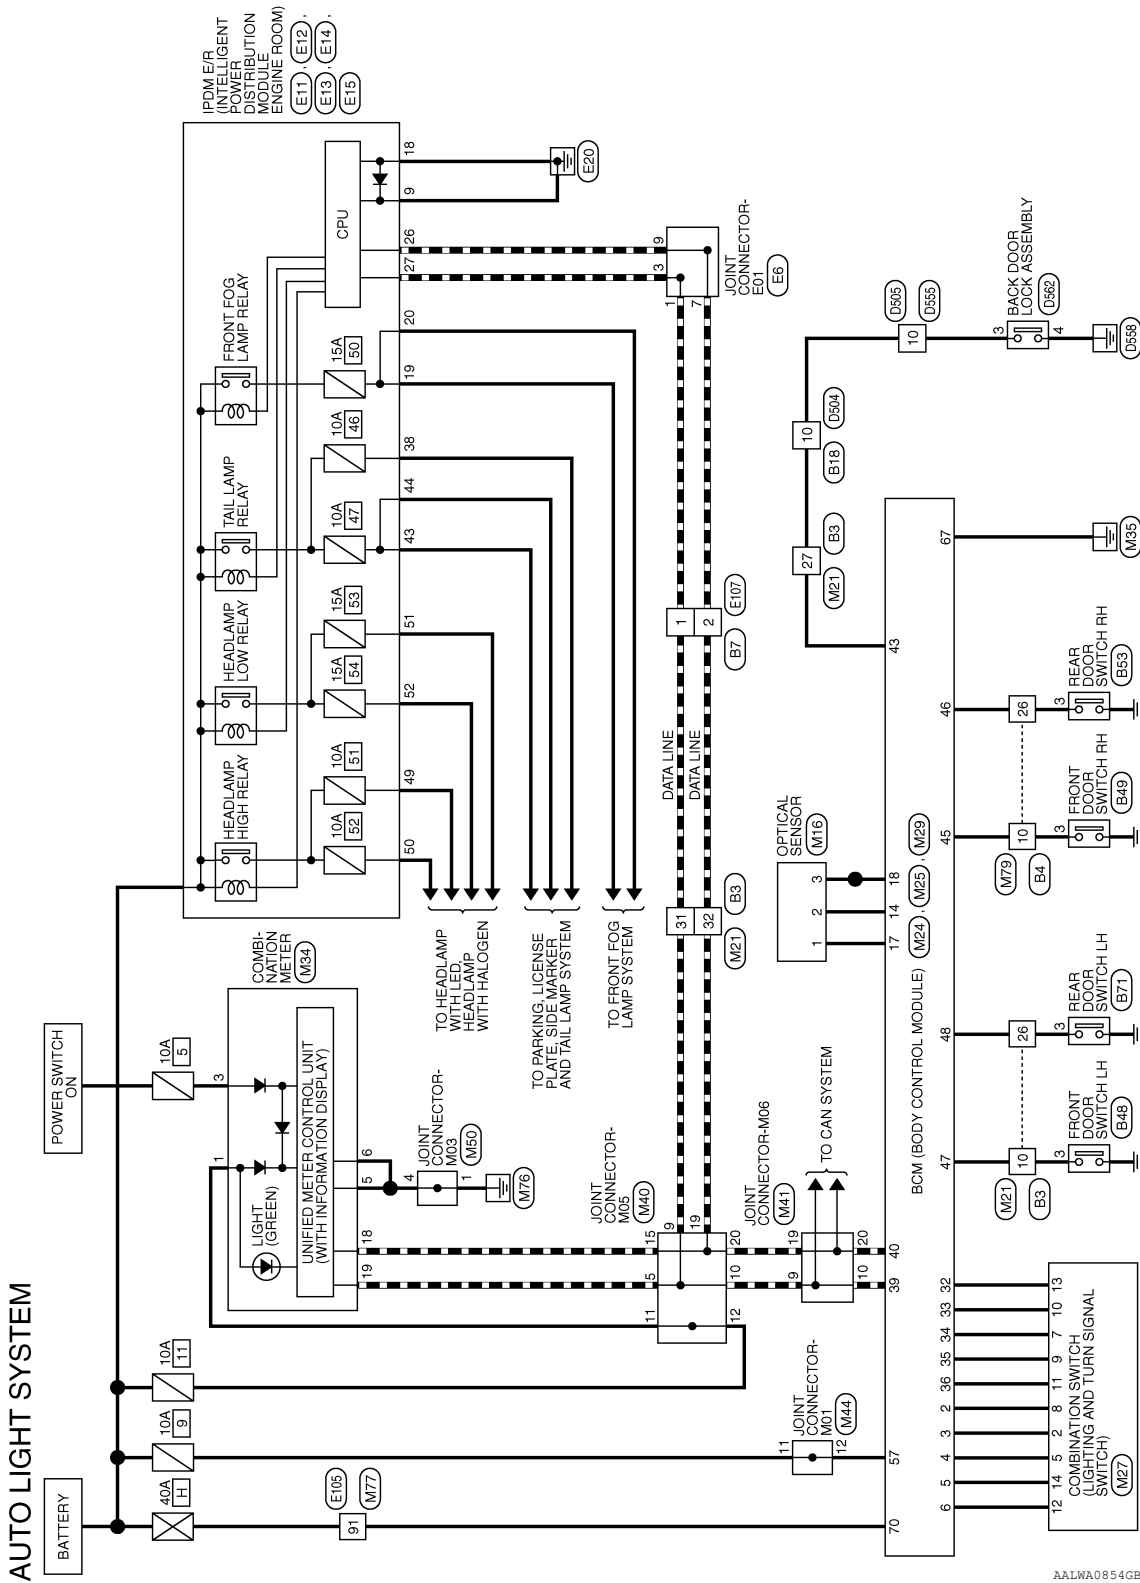 AUTO LIGHT SYSTEM
BATTERY
POWER SWITCH
ON
40A
H
10A
9
10A
11
10A
5
E105
M77
91
COMBI-
NATION
METER
M34
1
3
LIGHT
(GREEN)
UNIFIED METER CONTROL UNIT
(WITH INFORMATION DISPLAY)
19
18
5
6
4
JOINT
CONNECTOR-
M03
M50
1
M76
IPDM E/R
(INTELLIGENT
POWER
DISTRIBUTION
MODULE
ENGINE ROOM)
E11 , E12 ,
E13 , E14 ,
E15
HEADLAMP
HIGH RELAY
HEADLAMP
LOW RELAY
TAIL LAMP
RELAY
FRONT FOG
LAMP RELAY
CPU
10A
52
10A
51
15A
54
15A
53
10A
47
10A
46
15A
50
50
49
52
51
43
44
38
19
20
27
26
9
18
E20
TO HEADLAMP
WITH LED,
HEADLAMP
WITH HALOGEN
TO PARKING, LICENSE
PLATE, SIDE MARKER
AND TAIL LAMP SYSTEM
TO FRONT FOG
LAMP SYSTEM
JOINT
CONNECTOR-
M05
M40
11
5
15
9
19
12
10
20
DATA LINE
DATA LINE
31
32
M21
B3
1
2
B7
E107
1
7
3
9
JOINT
CONNECTOR-
E01
E6
JOINT
CONNECTOR-M06
M41
9
19
10
20
TO CAN SYSTEM
JOINT
CONNECTOR-
M01
M44
11
12
OPTICAL
SENSOR
M16
1
2
3
27
M21
B3
10
B18
D504
10
D505
D555
BACK DOOR
LOCK ASSEMBLY
D562
3
4
D558
70
57
39
40
17
14
18
43
BCM (BODY CONTROL MODULE)
M24 , M25 , M29
6
5
4
3
2
36
35
34
33
32
47
48
45
46
67
12
14
5
2
8
11
9
7
10
13
COMBINATION SWITCH
(LIGHTING AND TURN SIGNAL
SWITCH)
M27
M21
B3
10
26
3
FRONT
DOOR
SWITCH LH
B48
3
REAR
DOOR
SWITCH LH
B71
M79
B4
10
26
3
FRONT
DOOR
SWITCH RH
B49
3
REAR
DOOR
SWITCH RH
B53
M35
AALWA0854GB